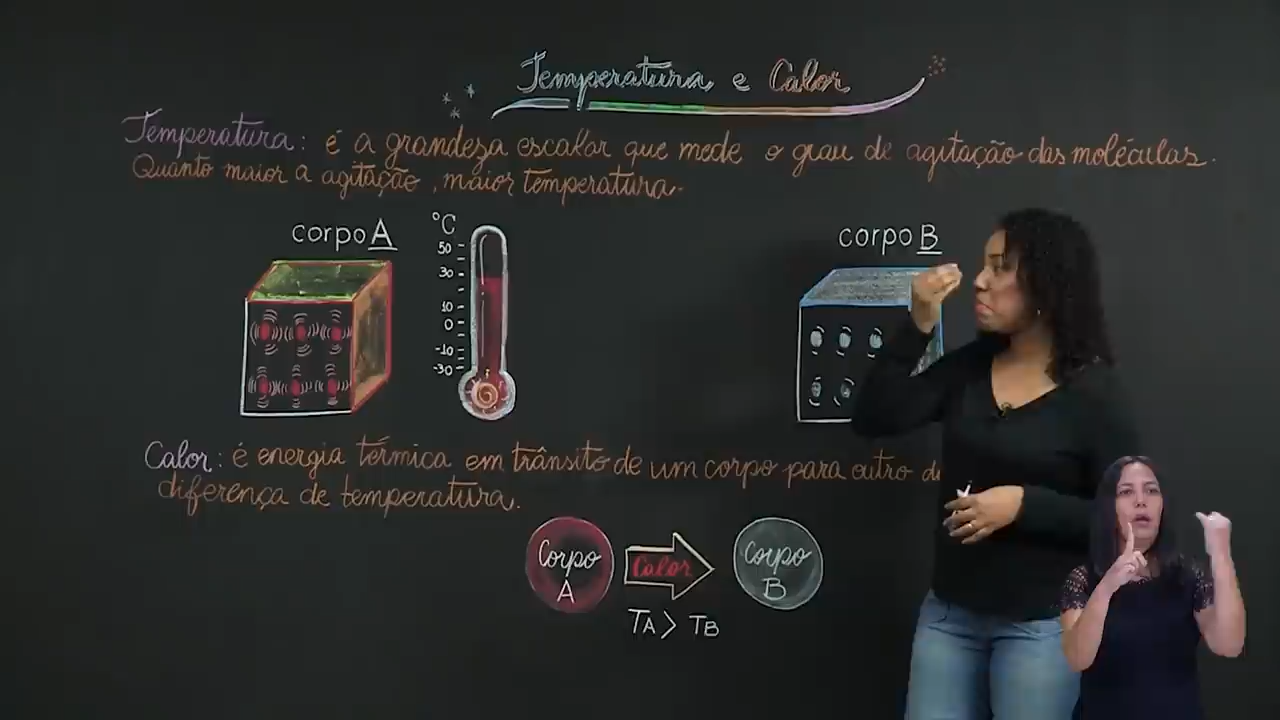 Temperatura e Calor
Temperatura: é a grandeza escalar que mede o grau de agitação das moléculas.
Quanto maior a agitação, maior temperatura.
corpo A
°C
50
30
10
0
-10
-30
corpo B
Calor: é energia térmica em trânsito de um corpo para outro
diferença de temperatura.
Corpo
A
Calor
Corpo
B
TA > TB